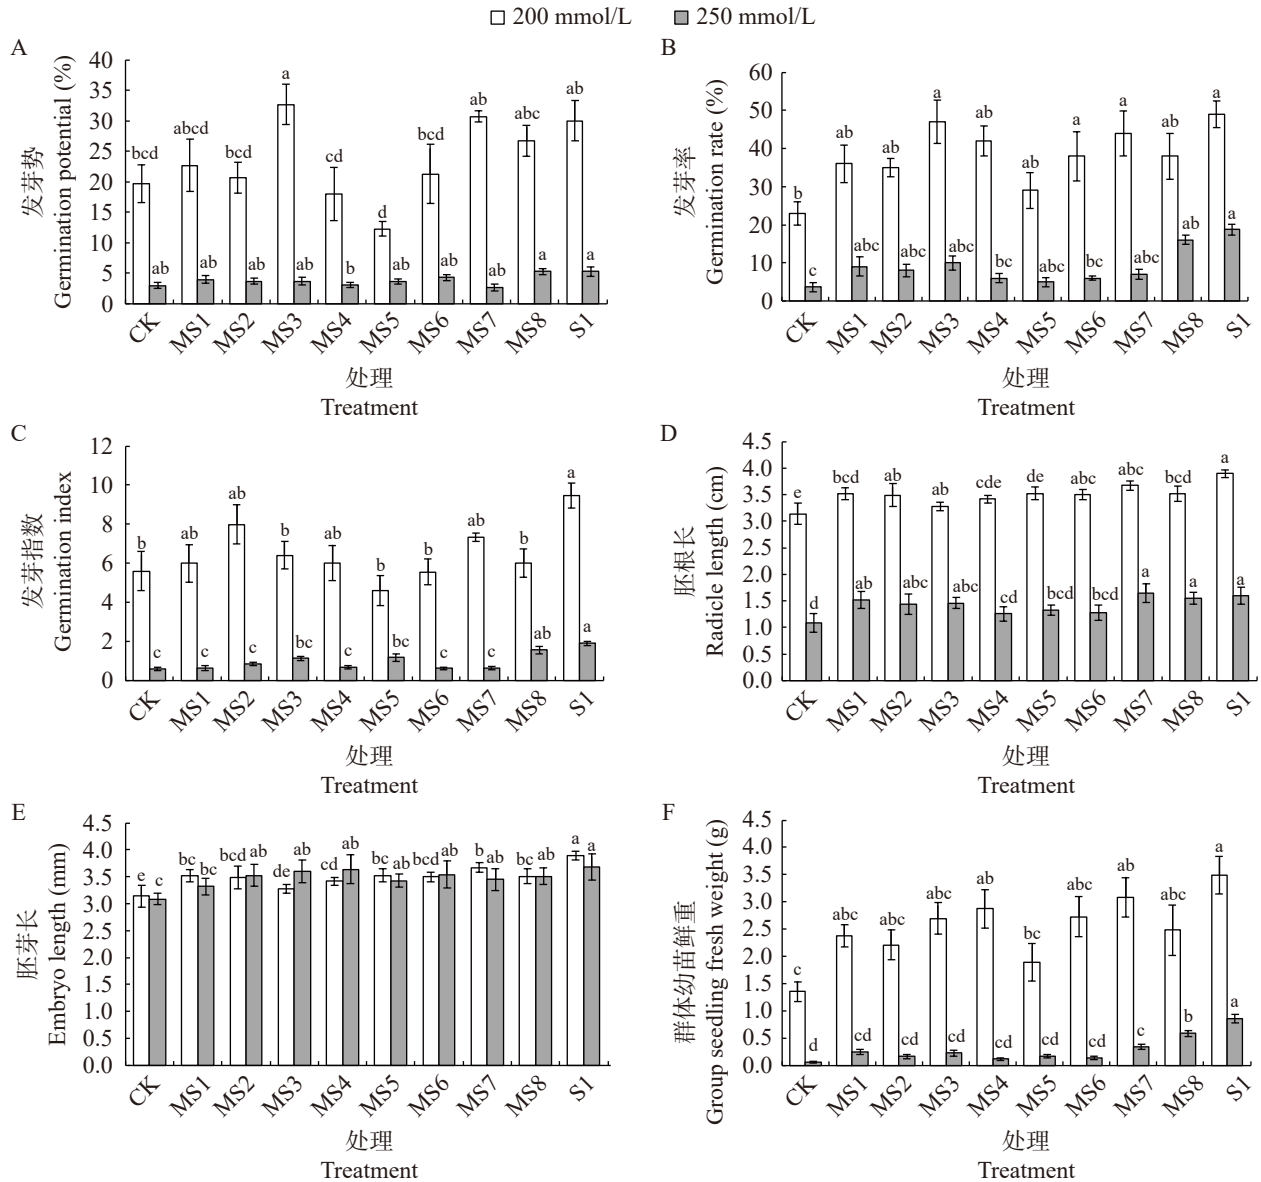 200 mmol/L 250 mmol/L
A
发芽势
Germination potential (%)
40
35
30
25
20
15
10
5
0
bcd abcd bcd a cd d bcd ab abc ab
ab ab ab ab b ab ab ab a a
CK MS1 MS2 MS3 MS4 MS5 MS6 MS7 MS8 S1
处理
Treatment
B
发芽率
Germination rate (%)
60
50
40
30
20
10
0
b ab ab a ab ab a a ab a
c abc abc abc bc abc bc abc ab a
CK MS1 MS2 MS3 MS4 MS5 MS6 MS7 MS8 S1
处理
Treatment
C
发芽指数
Germination index
12
10
8
6
4
2
0
b ab ab b ab b b ab b a
c c c bc c bc c c ab a
CK MS1 MS2 MS3 MS4 MS5 MS6 MS7 MS8 S1
处理
Treatment
D
胚根长
Radicle length (cm)
4.5
4.0
3.5
3.0
2.5
2.0
1.5
1.0
0.5
0.0
e bcd ab ab cde de ab abc bcd a
d ab abc abc cd bcd bcd a a a
CK MS1 MS2 MS3 MS4 MS5 MS6 MS7 MS8 S1
处理
Treatment
E
胚芽长
Embryo length (mm)
4.5
4.0
3.5
3.0
2.5
2.0
1.5
1.0
0.5
0.0
e c bc bc bcd ab de ab cd ab bc ab bcd ab b ab bc ab a a
CK MS1 MS2 MS3 MS4 MS5 MS6 MS7 MS8 S1
处理
Treatment
F
群体幼苗鲜重
Group seedling fresh weight (g)
4.5
4.0
3.5
3.0
2.5
2.0
1.5
1.0
0.5
0.0
c abc abc abc ab bc abc ab abc a
d cd cd cd cd cd cd c b a
CK MS1 MS2 MS3 MS4 MS5 MS6 MS7 MS8 S1
处理
Treatment